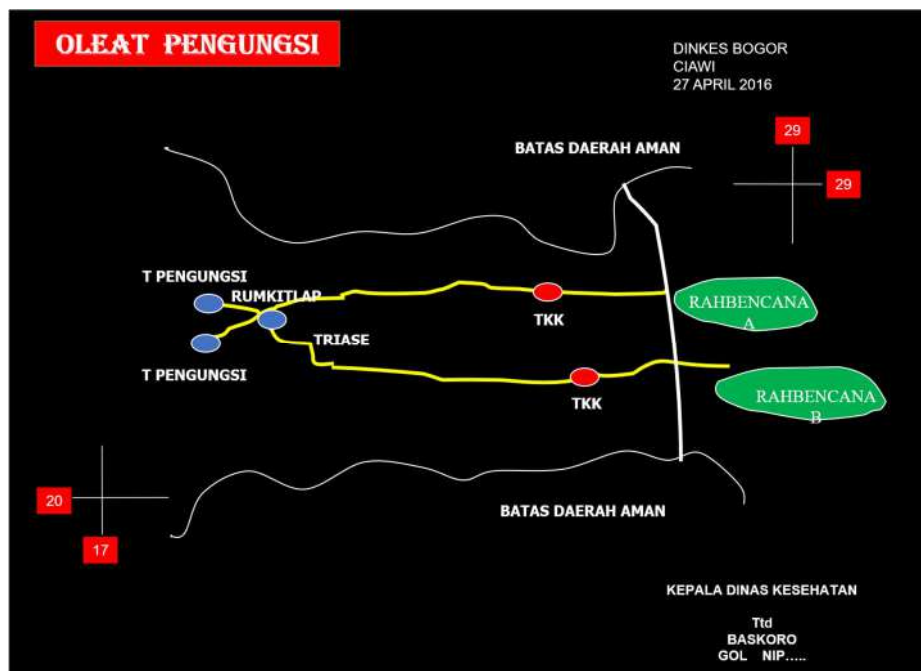 OLEAT PENGUNGSI
DINKES BOGOR
CIAWI
27 APRIL 2016
29
BATAS DAERAH AMAN
29
T PENGUNGSI
RUMKITLAP
RAHBENCANA
A
TKK
TRIASE
T PENGUNGSI
RAHBENCANA
B
TKK
20
BATAS DAERAH AMAN
17
KEPALA DINAS KESEHATAN
Ttd
BASKORO
GOL NIP.....